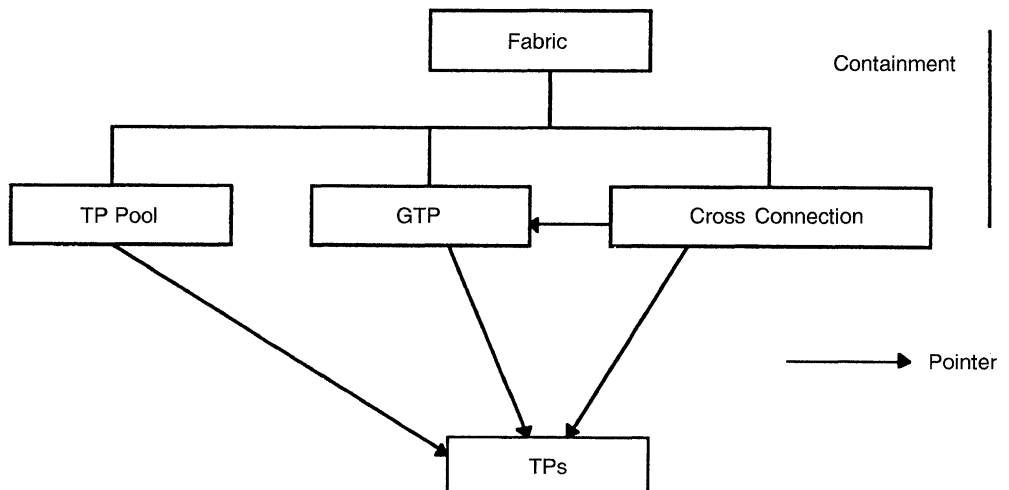 Fabric
Containment
TP Pool
GTP
Cross Connection
Pointer
TPs